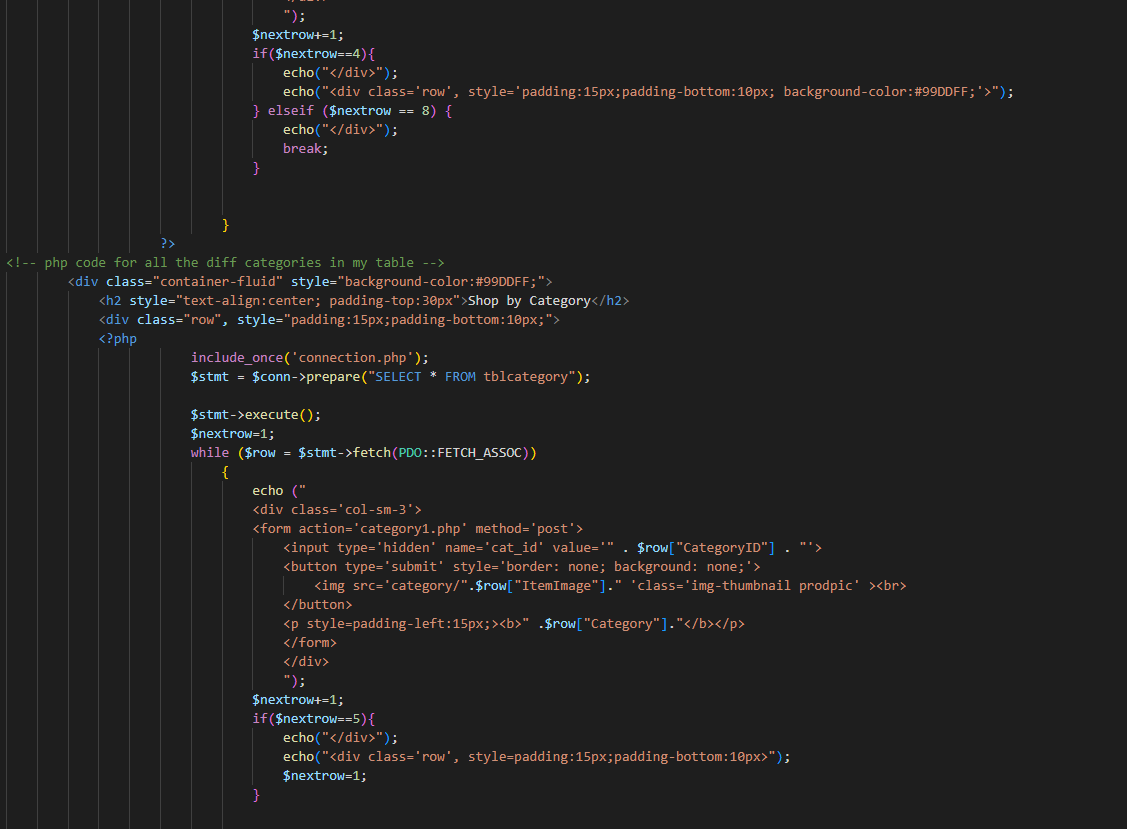 ");
$nextrow+=1;
if($nextrow==4){
echo("</div>");
echo("<div class='row', style='padding:15px;padding-bottom:10px; background-color:#99DDFF;'>");
} elseif ($nextrow == 8) {
echo("</div>");
break;
}
}
?>
<!-- php code for all the diff categories in my table -->
<div class="container-fluid" style="background-color:#99DDFF;">
<h2 style="text-align:center; padding-top:30px">Shop by Category</h2>
<div class="row", style="padding:15px;padding-bottom:10px;">
<?php
include_once('connection.php');
$stmt = $conn->prepare("SELECT * FROM tblcategory");
$stmt->execute();
$nextrow=1;
while ($row = $stmt->fetch(PDO::FETCH_ASSOC))
{
echo ("
<div class='col-sm-3'>
<form action='category1.php' method='post'>
<input type='hidden' name='cat_id' value='" . $row["CategoryID"] . "'>
<button type='submit' style='border: none; background: none;'>
<img src='category/".$row["ItemImage"]." 'class='img-thumbnail prodpic' ><br>
</button>
<p style=padding-left:15px;><b>" .$row["Category"]."</b></p>
</form>
</div>
");
$nextrow+=1;
if($nextrow==5){
echo("</div>");
echo("<div class='row', style=padding:15px;padding-bottom:10px>");
$nextrow=1;
}